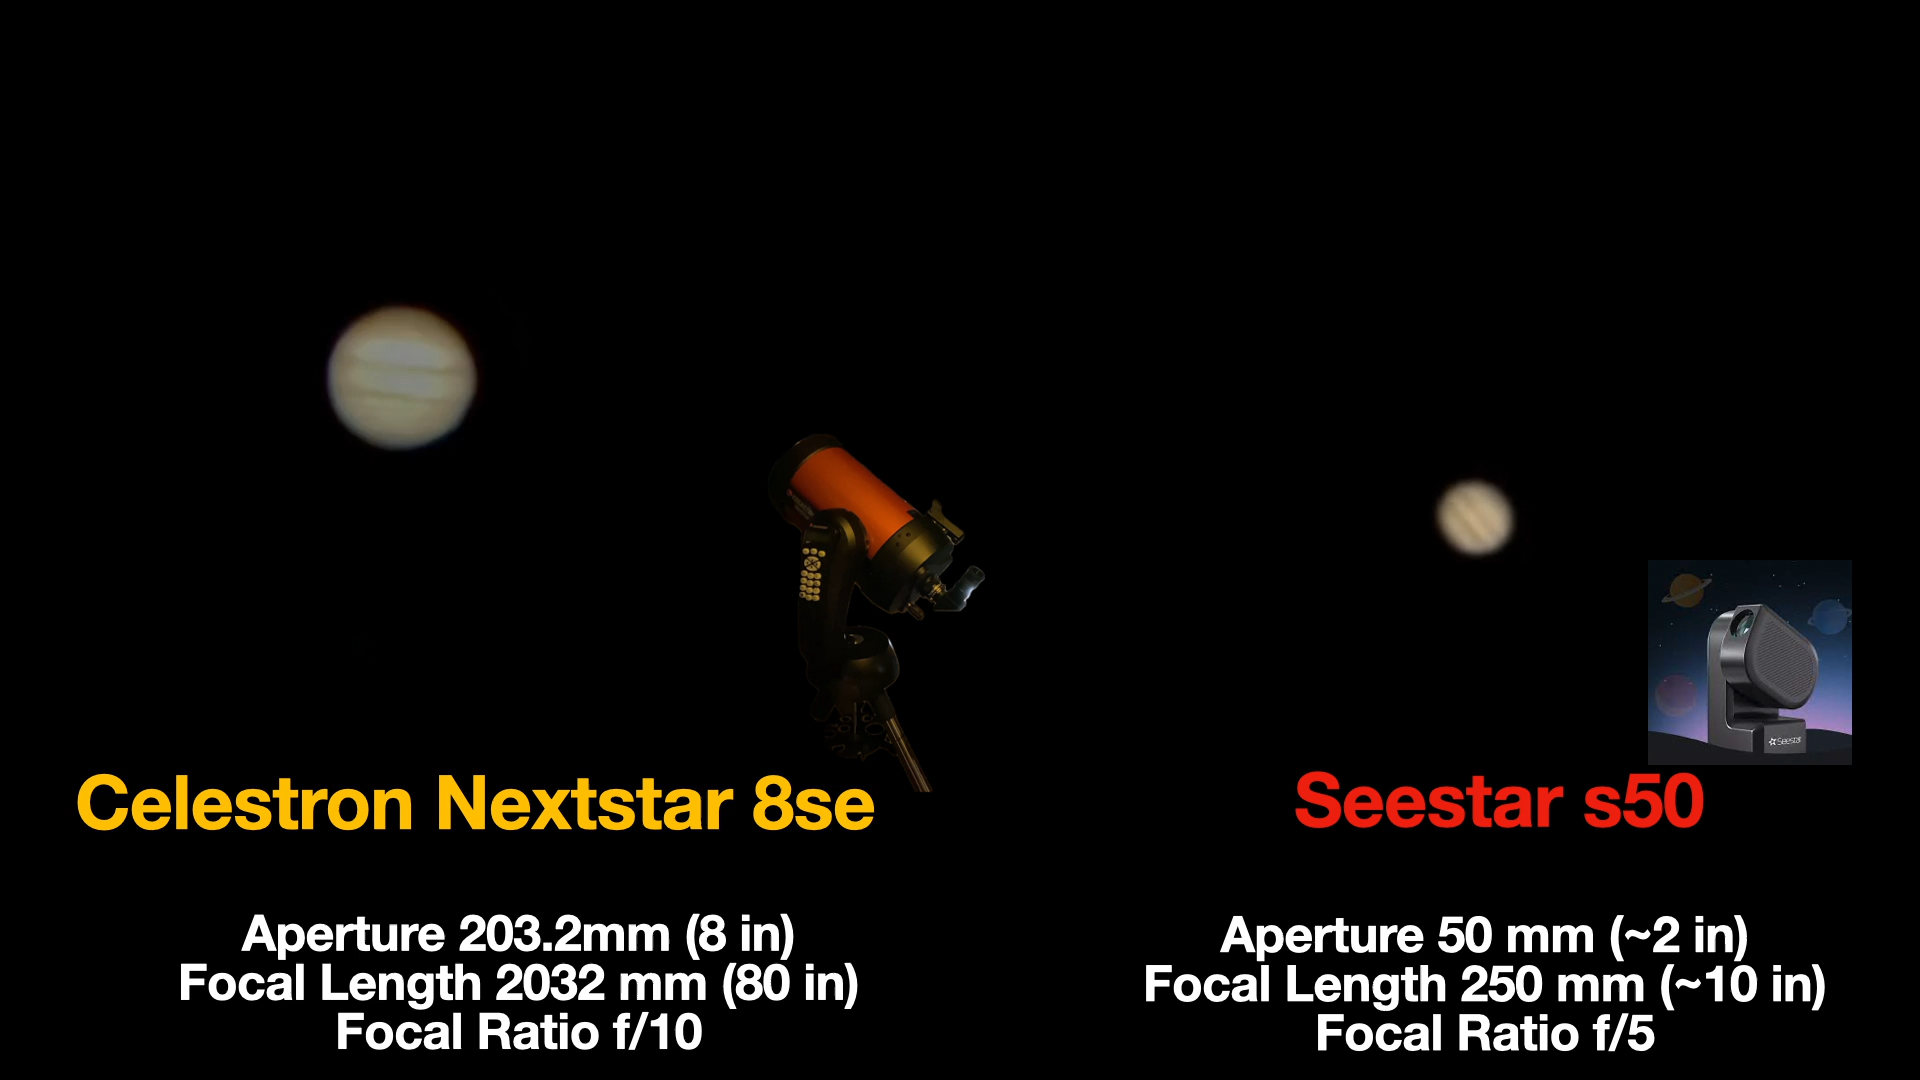 Celestron Nextstar 8se
Aperture 203.2mm (8 in)
Focal Length 2032 mm (80 in)
Focal Ratio f/10
Seestar
Seestar s50
Aperture 50 mm (~2 in)
Focal Length 250 mm (~10 in)
Focal Ratio f/5